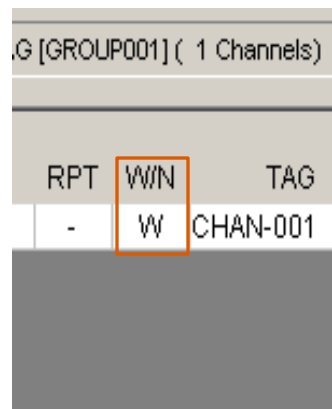 .G [GROUP001] ( 1 Channels)
RPT W/N TAG
- W CHAN-001